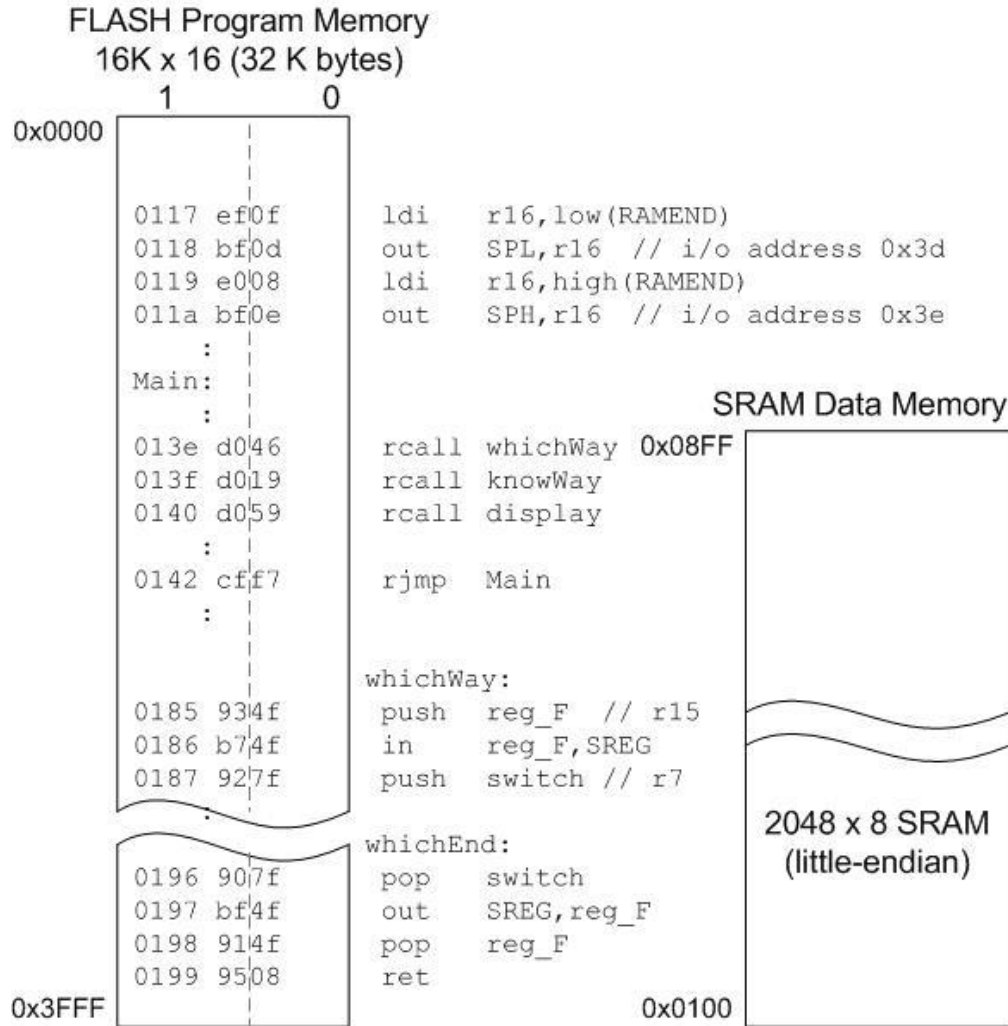 FLASH Program Memory
16K x 16 (32 K bytes)
1 0
0x0000
0117 ef0f ldi r16,low(RAMEND)
0118 bf0d out SPL,r16 // i/o address 0x3d
0119 e008 ldi r16,high(RAMEND)
011a bf0e out SPH,r16 // i/o address 0x3e
:
Main:
:
SRAM Data Memory
013e d046 rcall whichWay 0x08FF
013f d019 rcall knowWay
0140 d059 rcall display
:
0142 cff7 rjmp Main
:
whichWay:
0185 934f push reg_F // r15
0186 b74f in reg_F,SREG
0187 927f push switch // r7
:
2048 x 8 SRAM
(little-endian)
whichEnd:
0196 907f pop switch
0197 bf4f out SREG,reg_F
0198 914f pop reg_F
0199 9508 ret
0x3FFF 0x0100